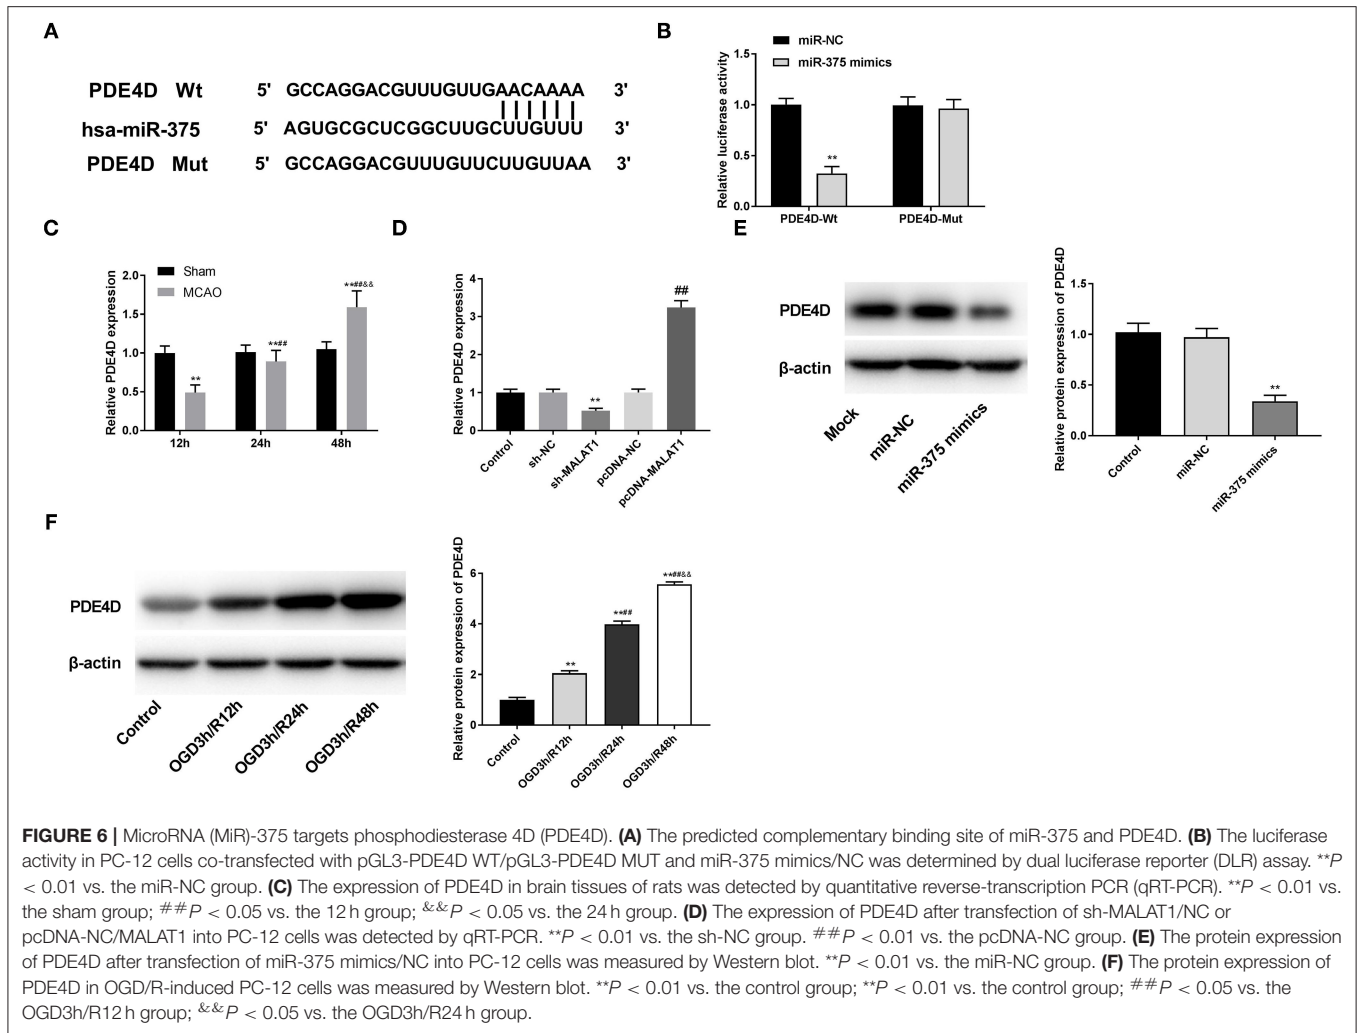 A
PDE4D Wt 5' GCCAGGACGUUUGUUGAACAAAA 3'
hsa-miR-375 5' AGUGCGCUCGGCUUGCUUGUUU 3'
PDE4D Mut 5' GCCAGGACGUUUGUUCUUGUUAA 3'
B
miR-NC
miR-375 mimics
Relative luciferase activity
1.5
1.0
0.5
0.0
**
PDE4D-Wt PDE4D-Mut
C
Sham
MCAO
Relative PDE4D expression
2.0
1.5
1.0
0.5
0.0
**
**##
**##&&
12h 24h 48h
D
Relative PDE4D expression
4
3
2
1
0
**
##
Control
sh-NC
sh-MALAT1
pcDNA-NC
pcDNA-MALAT1
E
PDE4D
β-actin
Mock
miR-NC
miR-375 mimics
Relative protein expression of PDE4D
1.5
1.0
0.5
0.0
**
Control
miR-NC
miR-375 mimics
F
PDE4D
β-actin
Control
OGD3h/R12h
OGD3h/R24h
OGD3h/R48h
Relative protein expression of PDE4D
6
4
2
0
**
**##
**##&&
Control
OGD3h/R12h
OGD3h/R24h
OGD3h/R48h
FIGURE 6 | MicroRNA (MiR)-375 targets phosphodiesterase 4D (PDE4D). (A) The predicted complementary binding site of miR-375 and PDE4D. (B) The luciferase
activity in PC-12 cells co-transfected with pGL3-PDE4D WT/pGL3-PDE4D MUT and miR-375 mimics/NC was determined by dual luciferase reporter (DLR) assay. **P
< 0.01 vs. the miR-NC group. (C) The expression of PDE4D in brain tissues of rats was detected by quantitative reverse-transcription PCR (qRT-PCR). **P < 0.01 vs.
the sham group; ##P < 0.05 vs. the 12 h group; &&P < 0.05 vs. the 24 h group. (D) The expression of PDE4D after transfection of sh-MALAT1/NC or
pcDNA-NC/MALAT1 into PC-12 cells was detected by qRT-PCR. **P < 0.01 vs. the sh-NC group. ##P < 0.01 vs. the pcDNA-NC group. (E) The protein expression
of PDE4D after transfection of miR-375 mimics/NC into PC-12 cells was measured by Western blot. **P < 0.01 vs. the miR-NC group. (F) The protein expression of
PDE4D in OGD/R-induced PC-12 cells was measured by Western blot. **P < 0.01 vs. the control group; **P < 0.01 vs. the control group; ##P < 0.05 vs. the
OGD3h/R12 h group; &&P < 0.05 vs. the OGD3h/R24 h group.